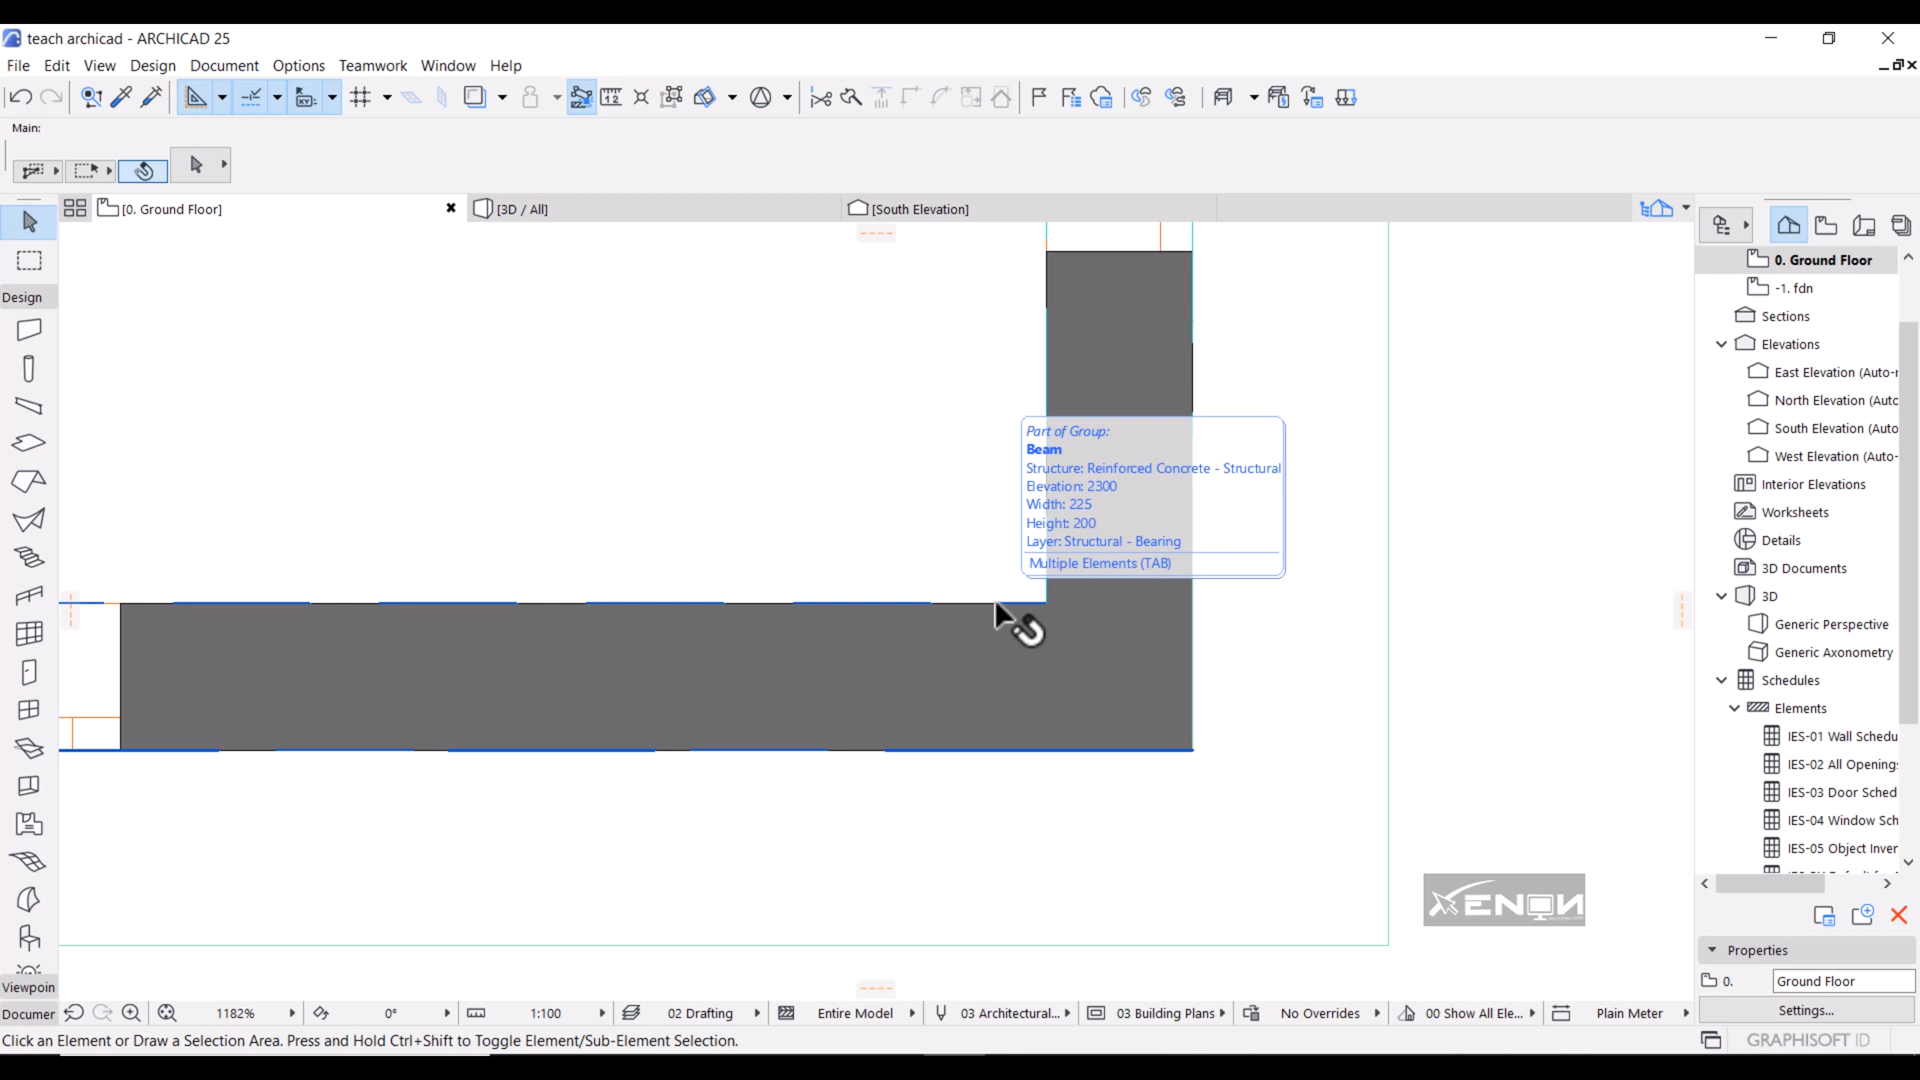 teach archicad - ARCHICAD 25
File Edit View Design Document Options Teamwork Window Help
Main:
[0. Ground Floor]
[3D / All]
[South Elevation]
Design
Viewpoin
Documer
Part of Group:
Beam
Structure: Reinforced Concrete - Structural
Elevation: 2300
Width: 225
Height: 200
Layer: Structural - Bearing
Multiple Elements (TAB)
0. Ground Floor
-1. fdn
Sections
Elevations
East Elevation (Auto-r
North Elevation (Autc
South Elevation (Auto
West Elevation (Auto-
Interior Elevations
Worksheets
Details
3D Documents
3D
Generic Perspective
Generic Axonometry
Schedules
Elements
IES-01 Wall Schedu
IES-02 All Opening:
IES-03 Door Sched
IES-04 Window Sch
IES-05 Object Inver
XENON
Properties
0. Ground Floor
Settings...
1182% 0° 1:100 02 Drafting Entire Model 03 Architectural... 03 Building Plans No Overrides 00 Show All Ele... Plain Meter
Click an Element or Draw a Selection Area. Press and Hold Ctrl+Shift to Toggle Element/Sub-Element Selection.
GRAPHISOFT ID